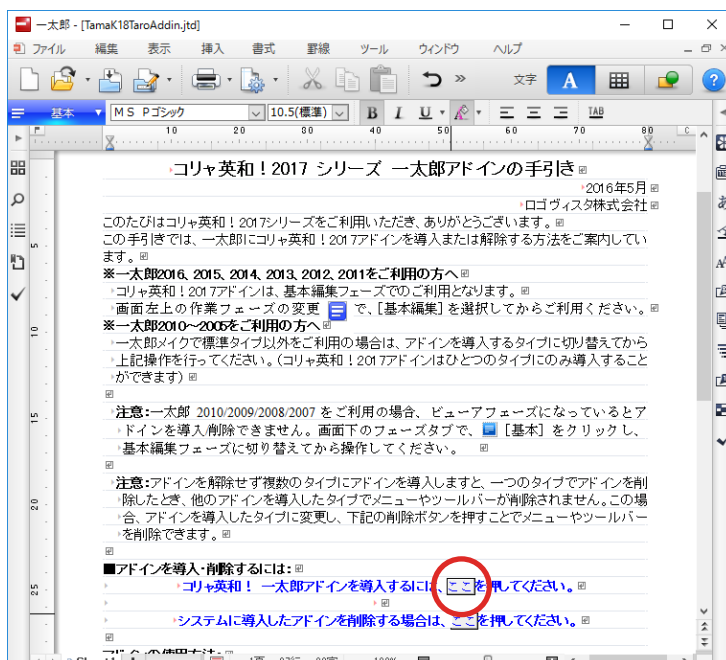 一太郎 - [TamaK18TaroAddin.jtd]
ファイル 編集 表示 挿入 書式 罫線 ツール ウィンドウ ヘルプ
文字 A
基本 MS Pゴシック 10.5(標準) B I U TAB
10 20 30 40 50 60 70 80
コリャ英和！2017 シリーズ 一太郎アドインの手引き
2016年5月
ロゴヴィスタ株式会社
このたびはコリャ英和！2017シリーズをご利用いただき、ありがとうございます。
この手引きでは、一太郎にコリャ英和！2017アドインを導入または解除する方法をご案内してい
ます。
※一太郎2016、2015、2014、2013、2012、2011をご利用の方へ
コリャ英和！2017アドインは、基本編集フェーズでのご利用となります。
画面左上の作業フェーズの変更 で、[基本編集] を選択してからご利用ください。
※一太郎2010～2005をご利用の方へ
一太郎メイクで標準タイプ以外をご利用の場合は、アドインを導入するタイプに切り替えてから
上記操作を行ってください。（コリャ英和！2017アドインはひとつのタイプにのみ導入すること
ができます）
注意:一太郎 2010/2009/2008/2007 をご利用の場合、ビューアフェーズになっているとア
ドインを導入/削除できません。画面下のフェーズタブで、 [基本] をクリックし、
基本編集フェーズに切り替えてから操作してください。
注意:アドインを解除せず複数のタイプにアドインを導入しますと、一つのタイプでアドインを削
除したとき、他のアドインを導入したタイプでメニューやツールバーが削除されません。この場
合、アドインを導入したタイプに変更し、下記の削除ボタンを押すことでメニューやツールバー
を削除できます。
■アドインを導入・削除するには:
コリャ英和！ 一太郎アドインを導入するには、ここを押してください。
システムに導入したアドインを削除する場合は、ここを押してください。